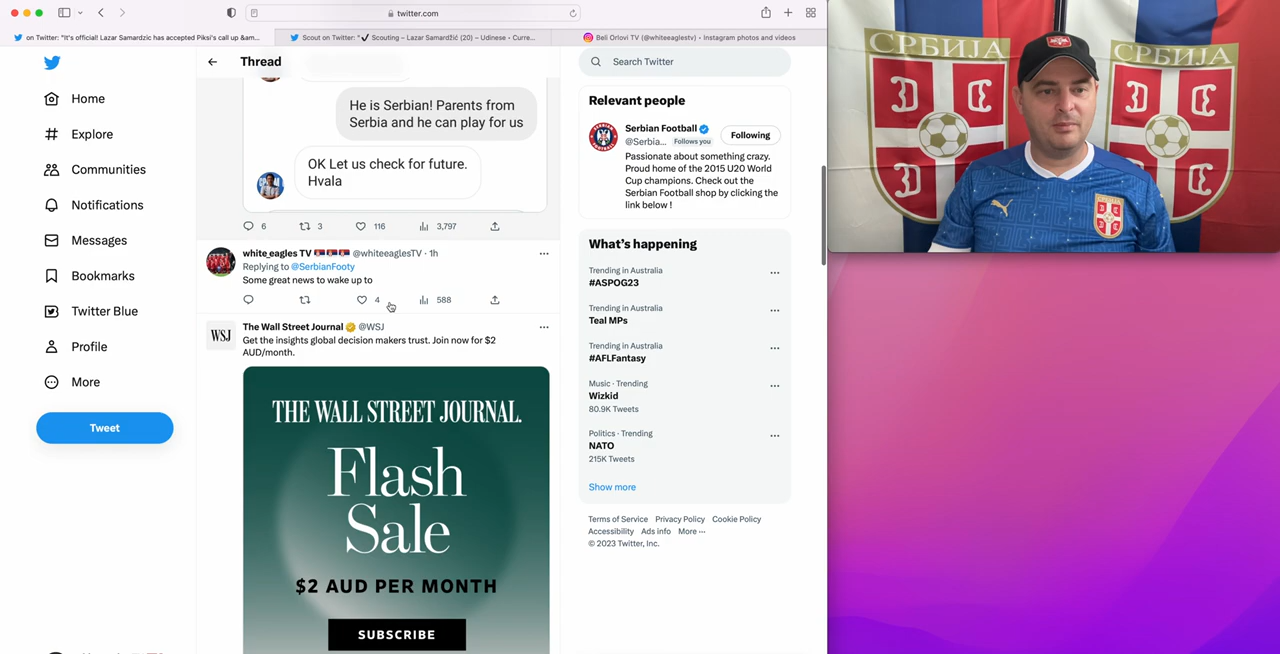 twitter.com
on Twitter: "It's official! Lazar Samardzic has accepted Piksi's call up &am...
Scout on Twitter: " ✔ Scouting – Lazar Samardžić (20) – Udinese - Curre...
Beli Orlovi TV (@whiteeaglestv) • Instagram photos and videos
Home
Explore
Communities
Notifications
Messages
Bookmarks
Twitter Blue
Profile
More
Tweet
Thread
He is Serbian! Parents from
Serbia and he can play for us
OK Let us check for future.
Hvala
6 3 116 3,797
white_eagles TV 🇷🇸🇷🇸🇷🇸 @whiteeaglesTV · 1h
Replying to @SerbianFooty
Some great news to wake up to
4 588
WSJ
The Wall Street Journal @WSJ
Get the insights global decision makers trust. Join now for $2
AUD/month.
THE WALL STREET JOURNAL.
Flash
Sale
$2 AUD PER MONTH
SUBSCRIBE
Search Twitter
Relevant people
Serbian Football
@Serbia... Follows you
Following
Passionate about something crazy.
Proud home of the 2015 U20 World
Cup champions. Check out the
Serbian Football shop by clicking the
link below !
What's happening
Trending in Australia
#ASPOG23
Trending in Australia
Teal MPs
Trending in Australia
#AFLFantasy
Music · Trending
Wizkid
80.9K Tweets
Politics · Trending
NATO
215K Tweets
Show more
Terms of Service Privacy Policy Cookie Policy
Accessibility Ads info More ···
© 2023 Twitter, Inc.
СРБИЈА
СРБИЈА